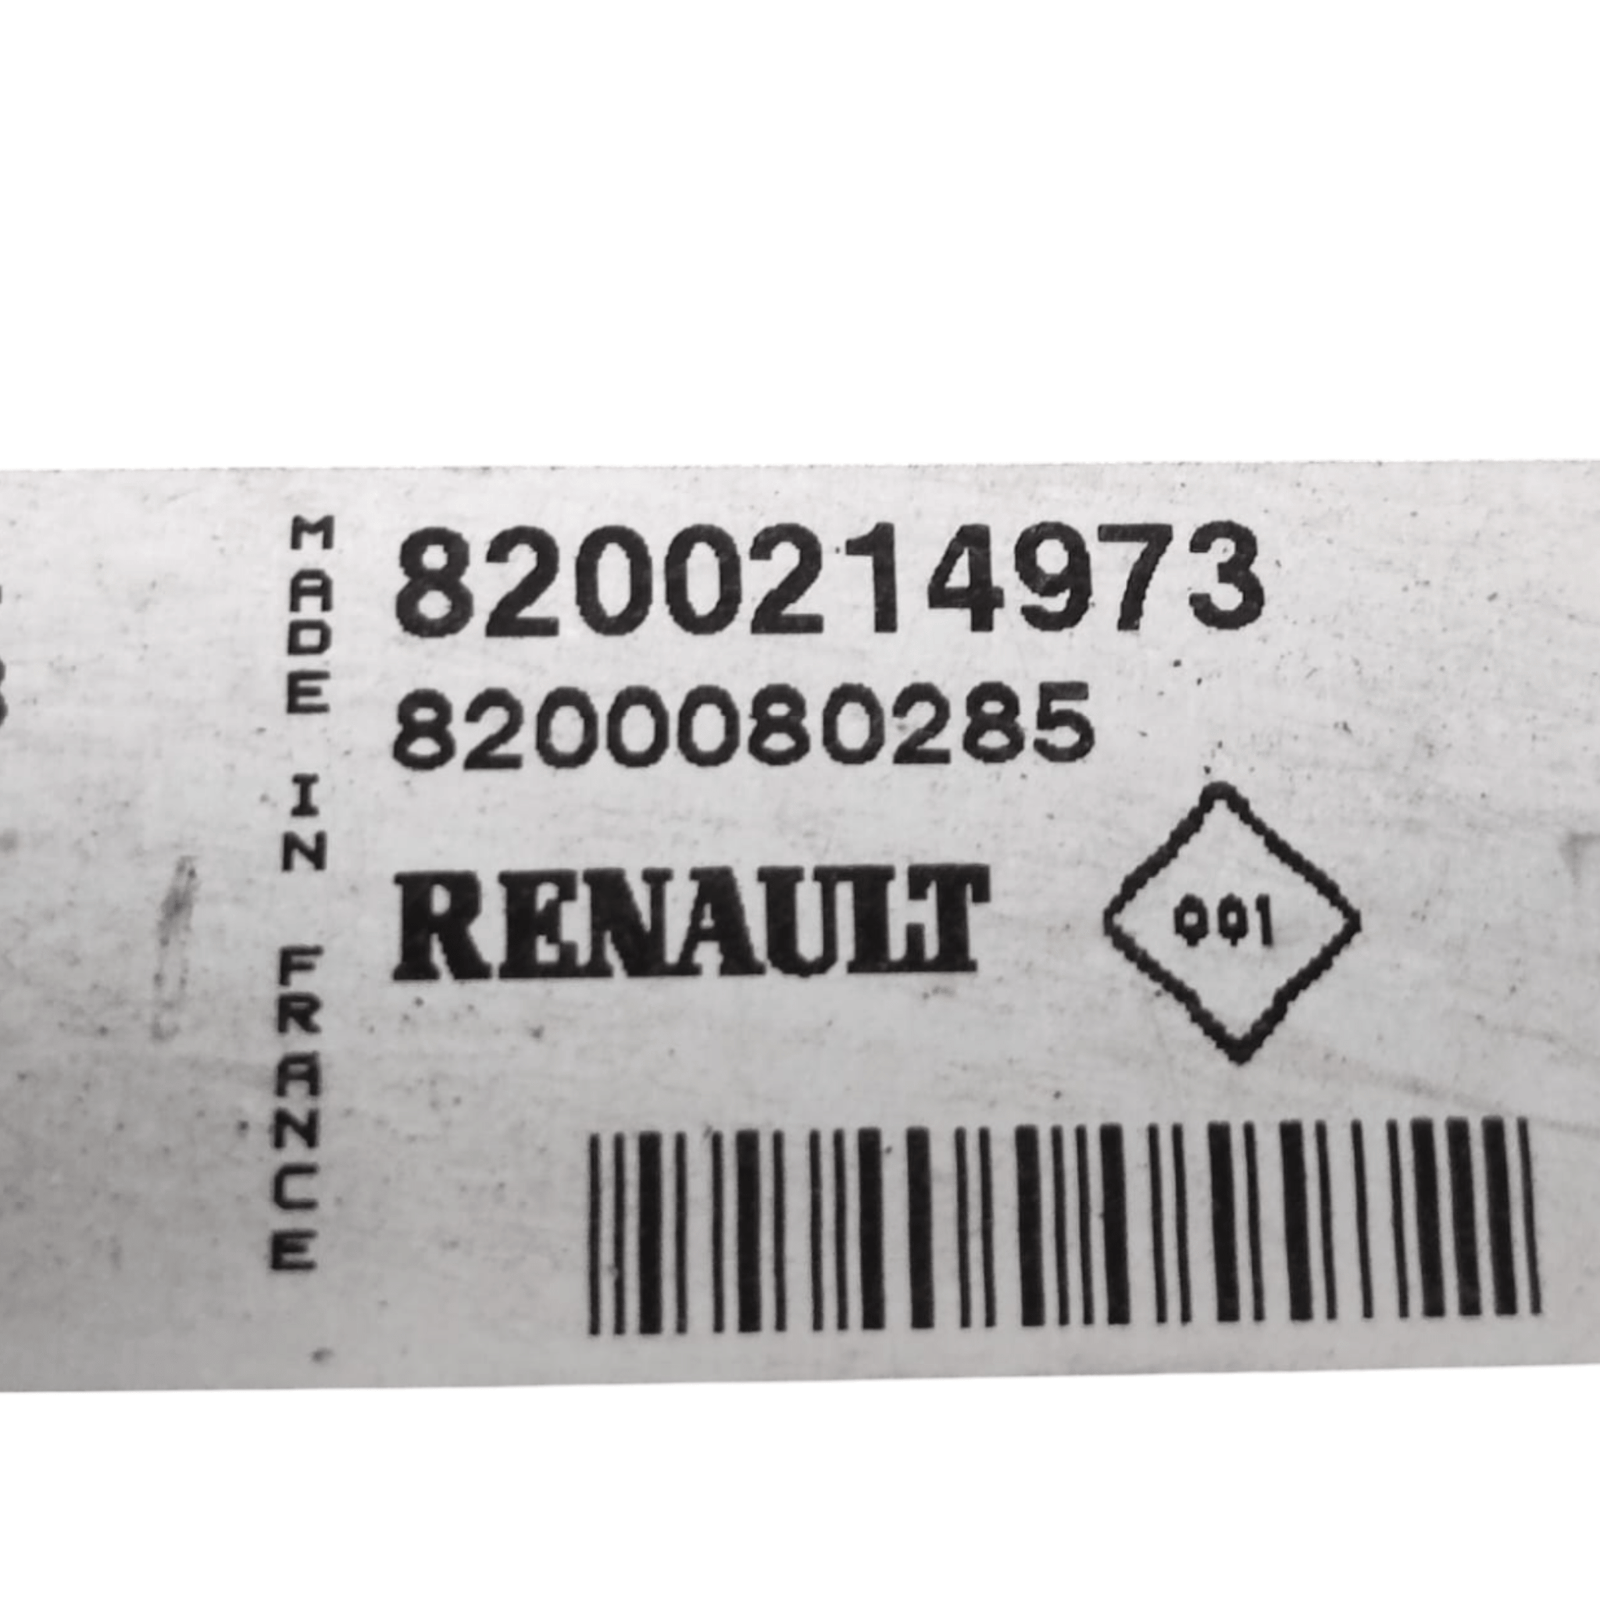 MADE IN FRANCE
8200214973
8200080285
RENAULT
001